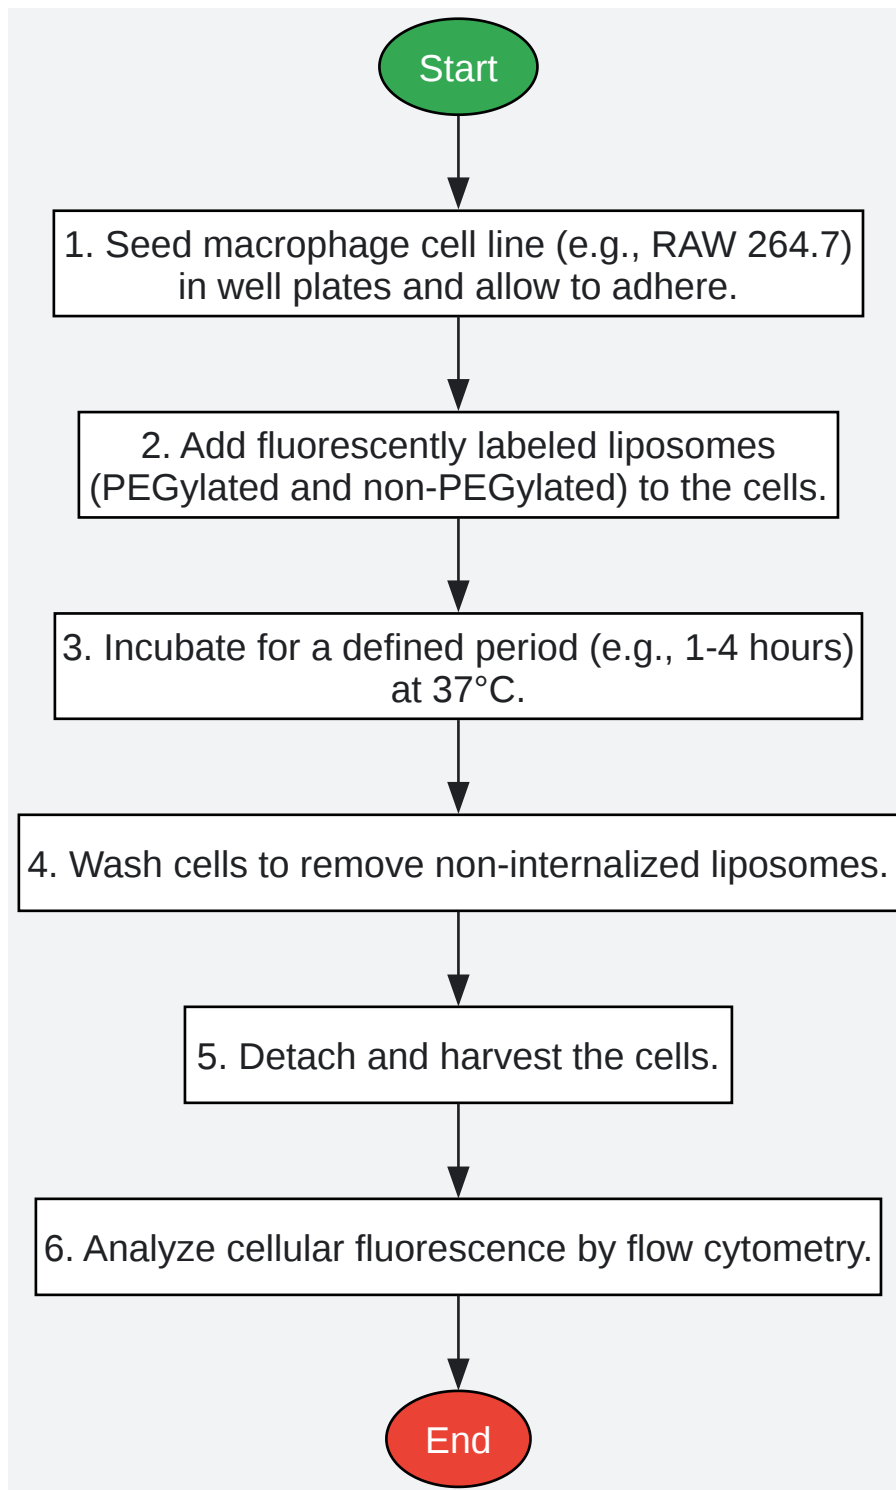 Start
1. Seed macrophage cell line (e.g., RAW 264.7)
in well plates and allow to adhere.
2. Add fluorescently labeled liposomes
(PEGylated and non-PEGylated) to the cells.
3. Incubate for a defined period (e.g., 1-4 hours)
at 37°C.
4. Wash cells to remove non-internalized liposomes.
5. Detach and harvest the cells.
6. Analyze cellular fluorescence by flow cytometry.
End